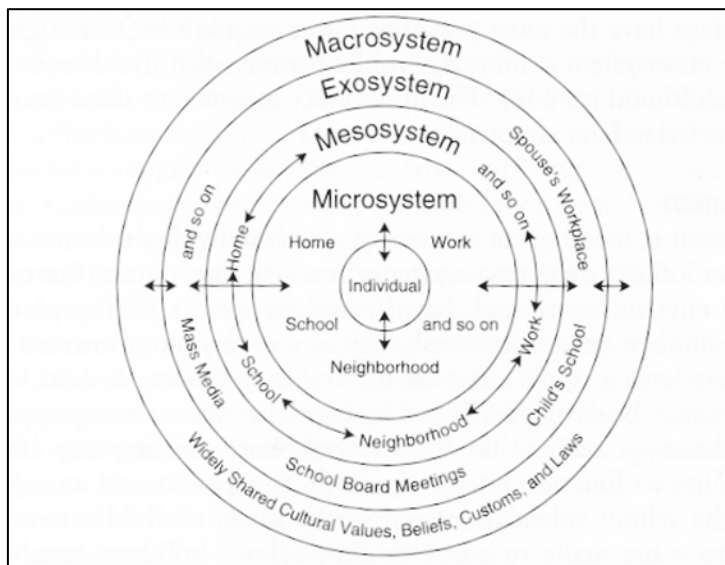 Macrosystem
Exosystem
Mesosystem
Microsystem
Home
Work
Individual
School
and so on
Neighborhood
Home
and so on
Work
Neighborhood
School
and so on
Spouse's Workplace
Child's School
School Board Meetings
Mass Media
Widely Shared Cultural Values, Beliefs, Customs, and Laws